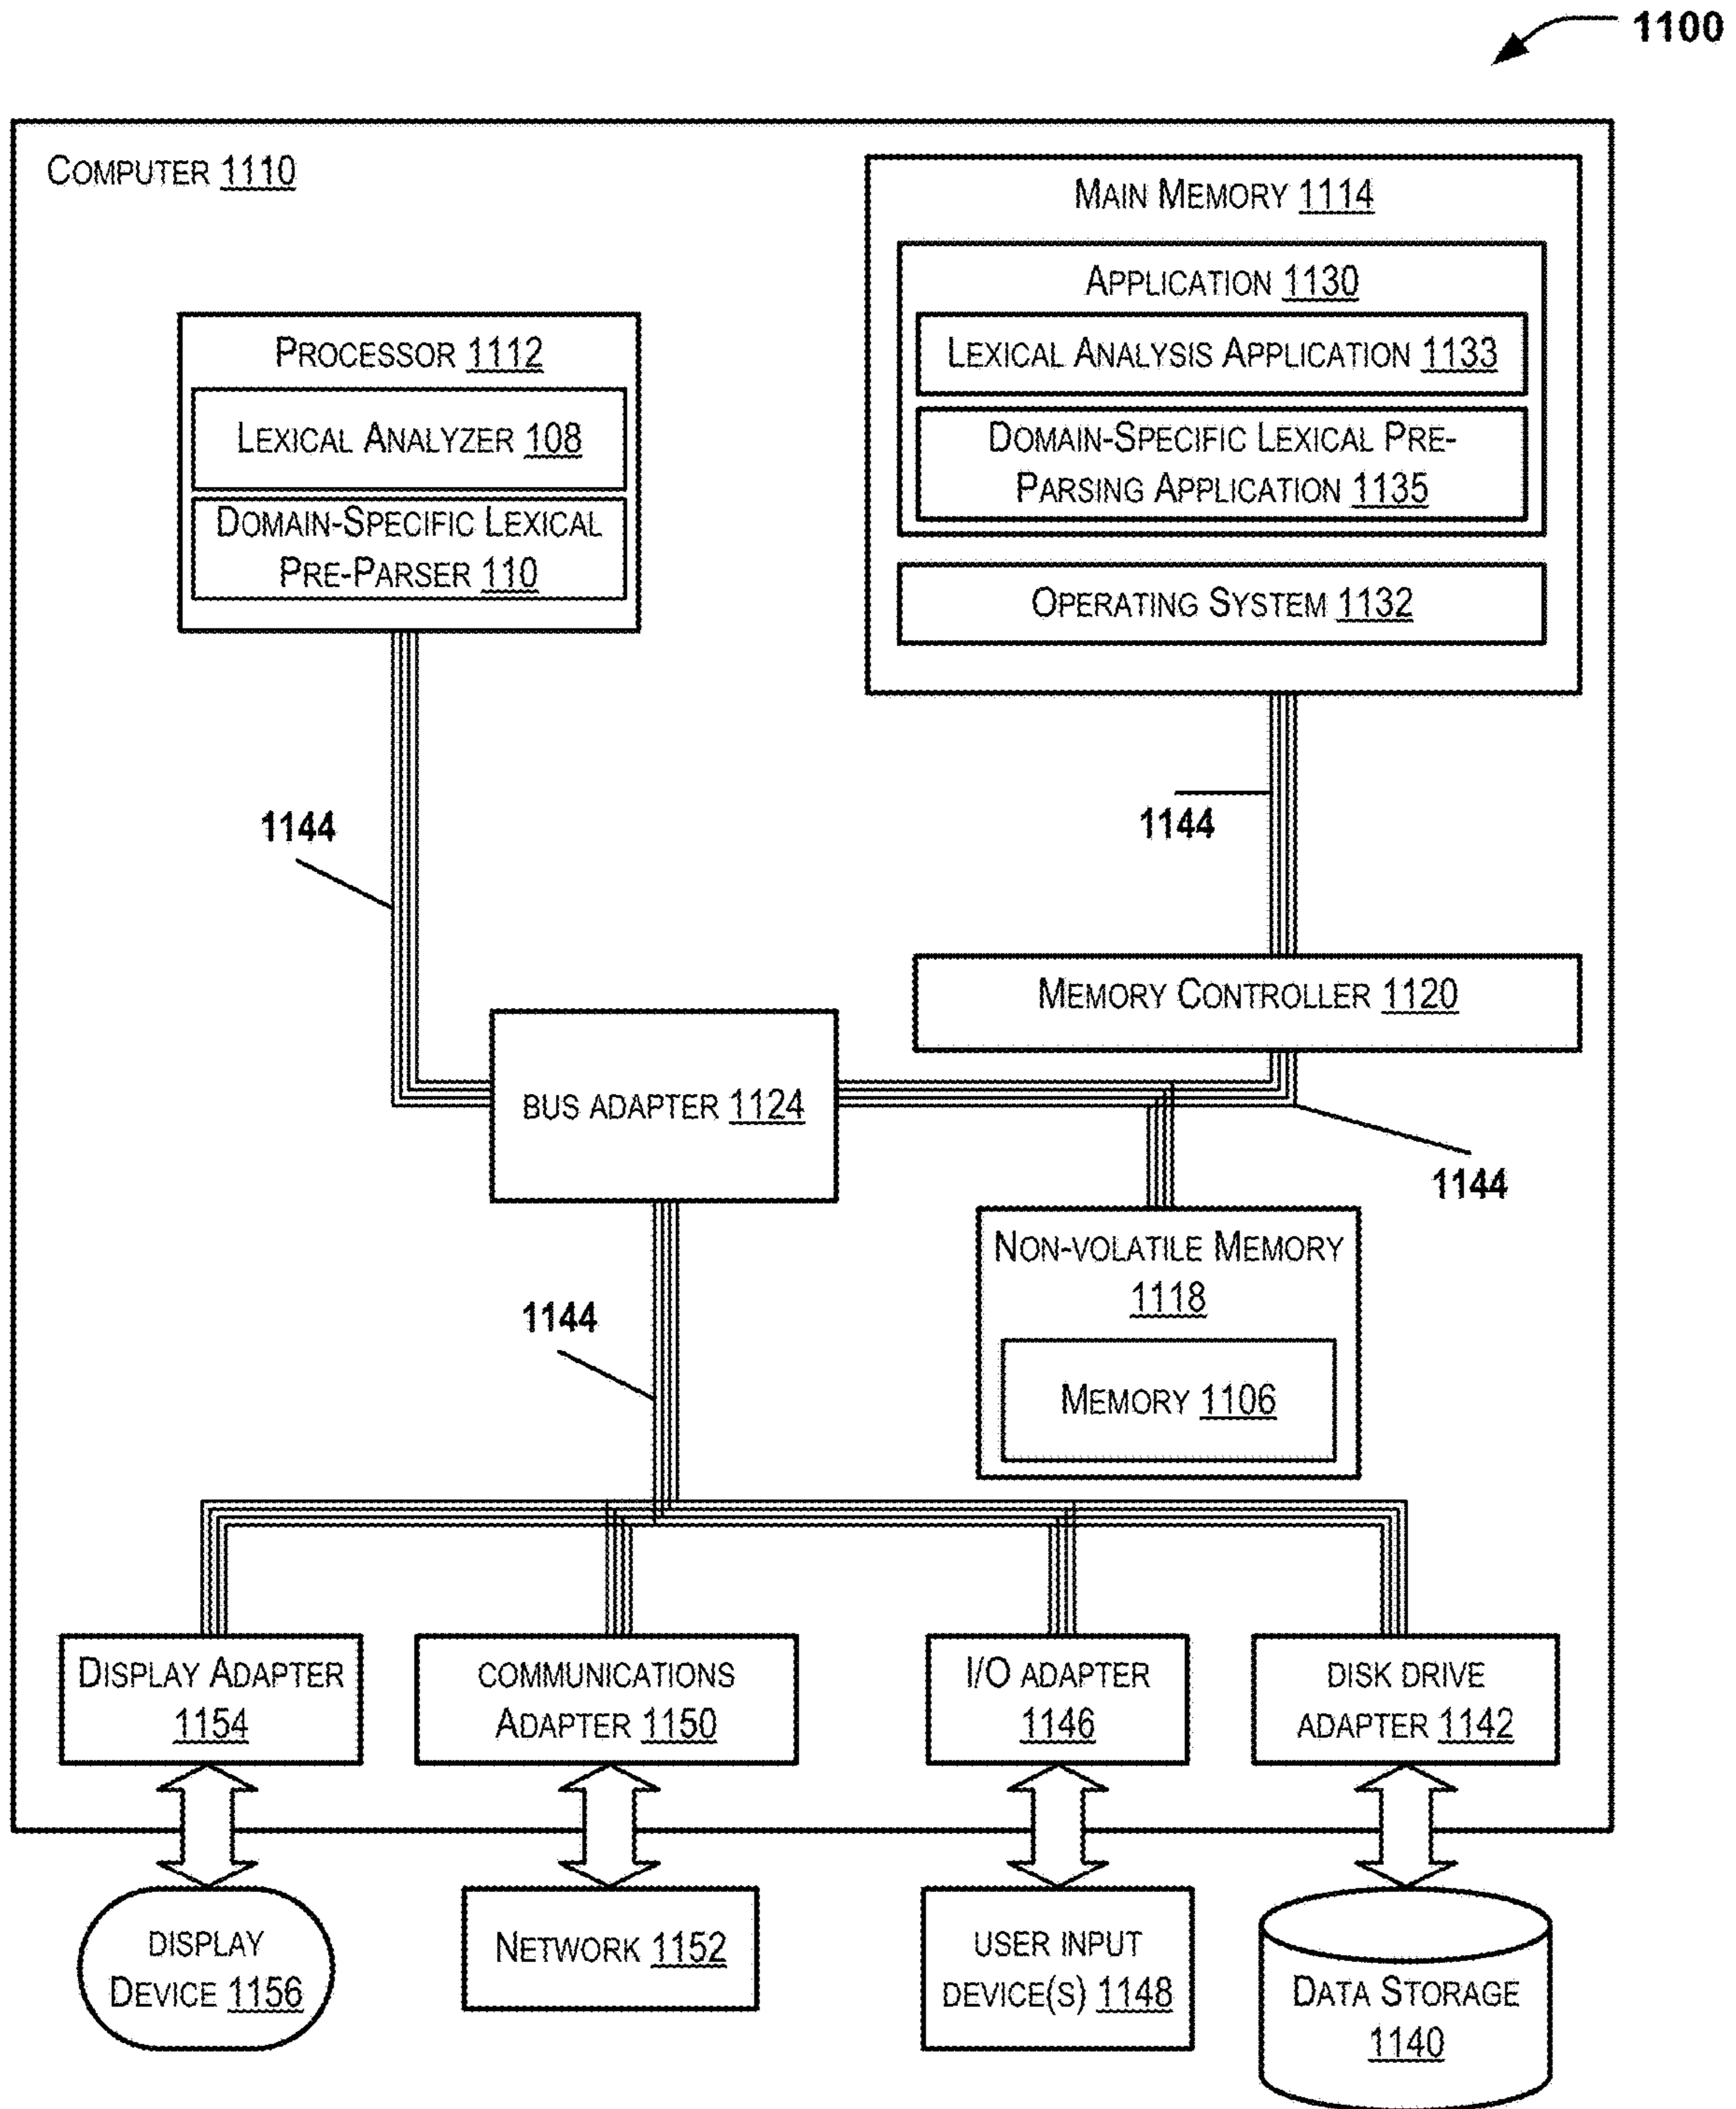 1100
COMPUTER 1110
MAIN MEMORY 1114
APPLICATION 1130
LEXICAL ANALYSIS APPLICATION 1133
DOMAIN-SPECIFIC LEXICAL PRE-
PARSING APPLICATION 1135
OPERATING SYSTEM 1132
PROCESSOR 1112
LEXICAL ANALYZER 108
DOMAIN-SPECIFIC LEXICAL
PRE-PARSER 110
1144
1144
MEMORY CONTROLLER 1120
BUS ADAPTER 1124
1144
NON-VOLATILE MEMORY
1118
MEMORY 1106
1144
DISPLAY ADAPTER
1154
COMMUNICATIONS
ADAPTER 1150
I/O ADAPTER
1146
DISK DRIVE
ADAPTER 1142
DISPLAY
DEVICE 1156
NETWORK 1152
USER INPUT
DEVICE(S) 1148
DATA STORAGE
1140